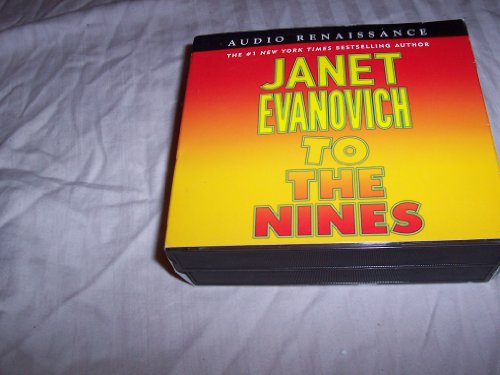 AUDIO RENAISSANCE
THE #1 NEW YORK TIMES BESTSELLING AUTHOR
JANET
EVANOVICH
TO
THE
NINES